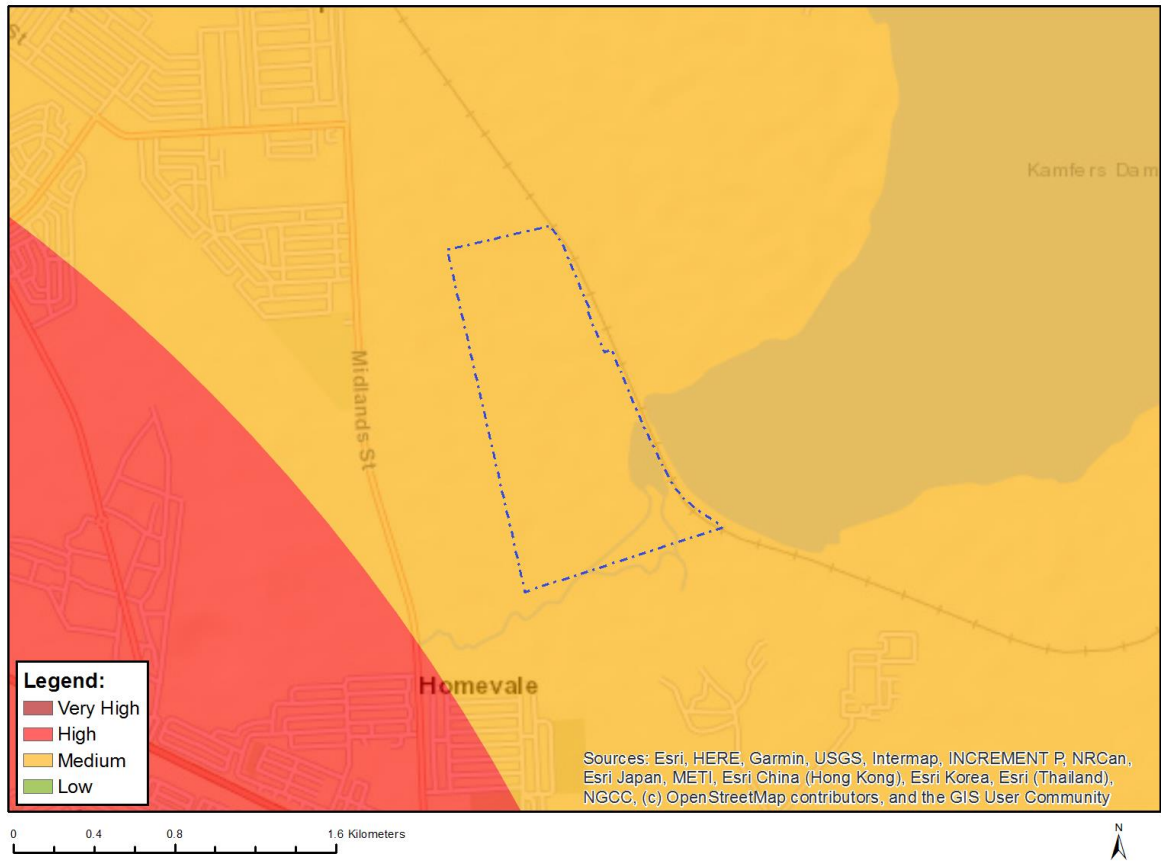 St
Kamfers Dam
Midlands St
Homevale
Legend:
Very High
High
Medium
Low
Sources: Esri, HERE, Garmin, USGS, Intermap, INCREMENT P, NRCan,
Esri Japan, METI, Esri China (Hong Kong), Esri Korea, Esri (Thailand),
NGCC, (c) OpenStreetMap contributors, and the GIS User Community
0 0.4 0.8 1.6 Kilometers
N